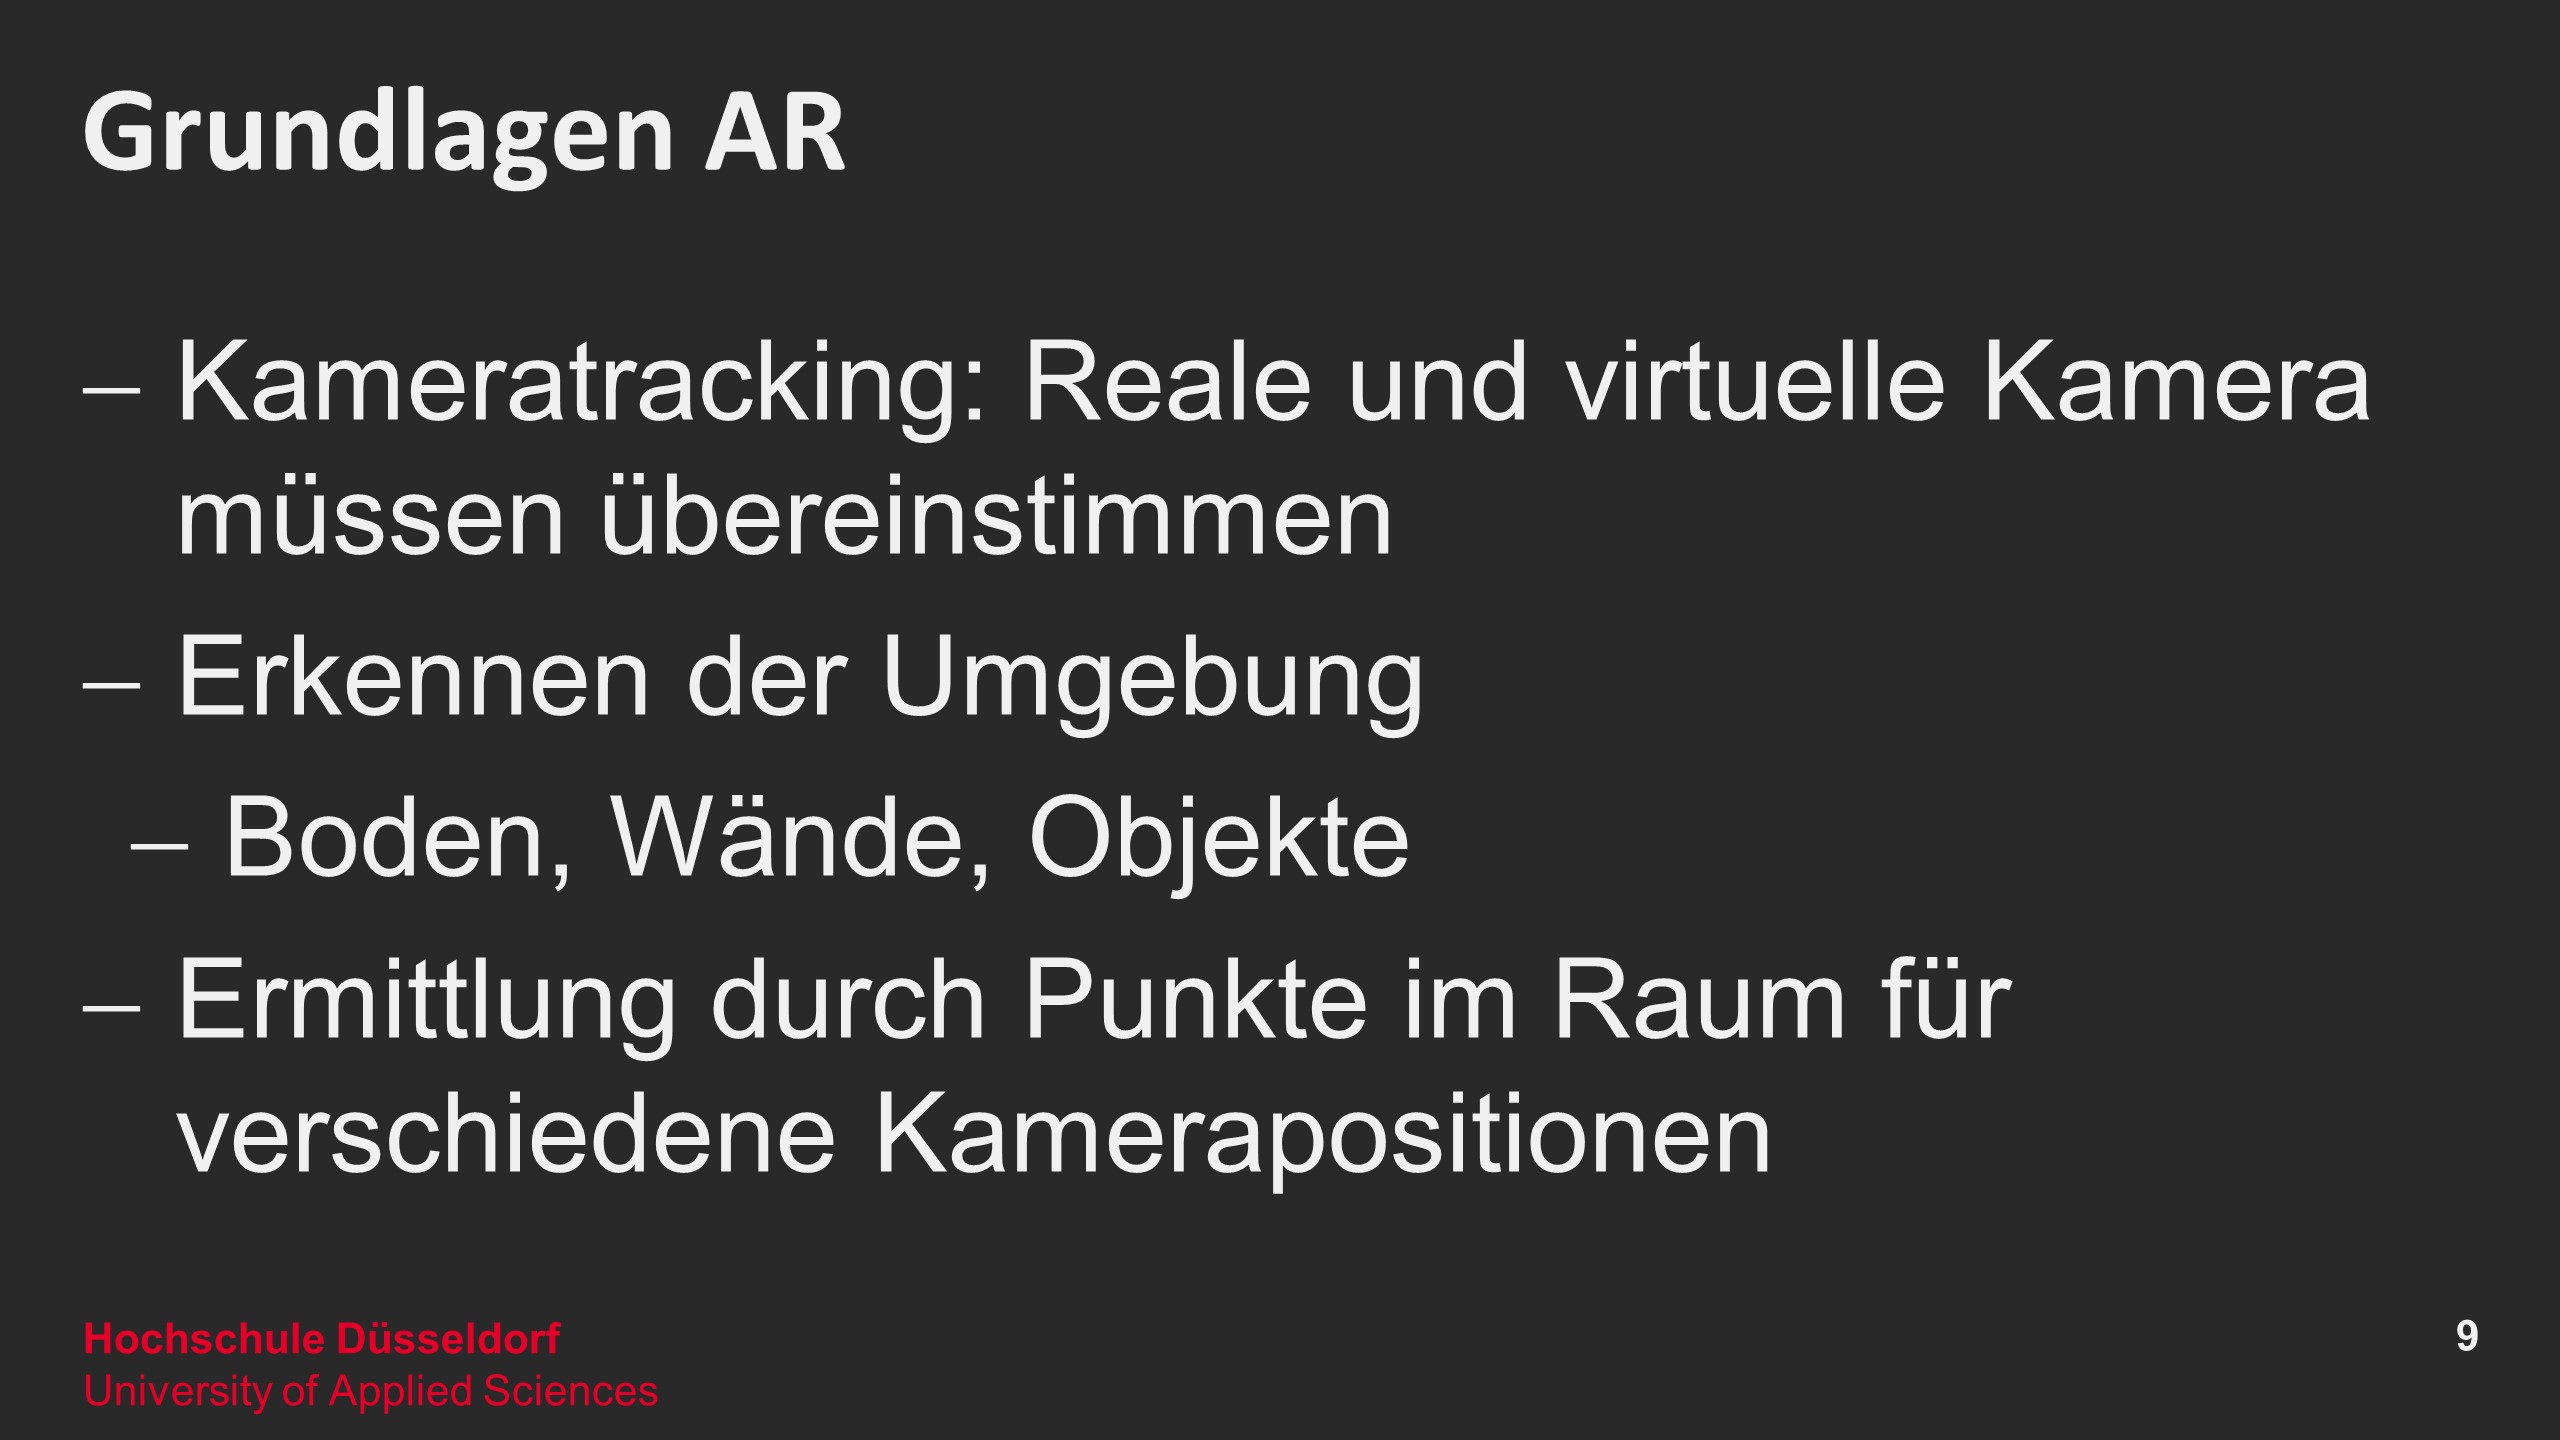 Grundlagen AR
– Kameratracking: Reale und virtuelle Kamera
müssen übereinstimmen
– Erkennen der Umgebung
– Boden, Wände, Objekte
– Ermittlung durch Punkte im Raum für
verschiedene Kamerapositionen
Hochschule Düsseldorf
University of Applied Sciences
9